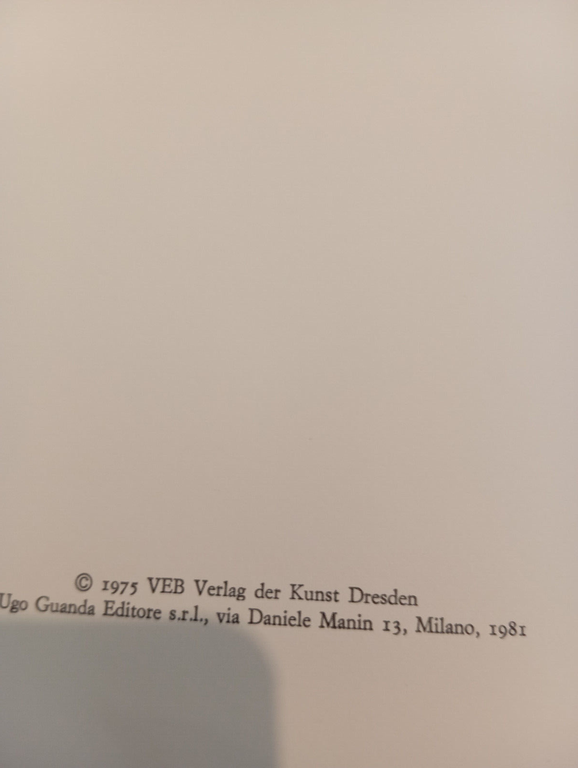 © 1975 VEB Verlag der Kunst Dresden
Ugo Guanda Editore s.r.l., via Daniele Manin 13, Milano, 1981